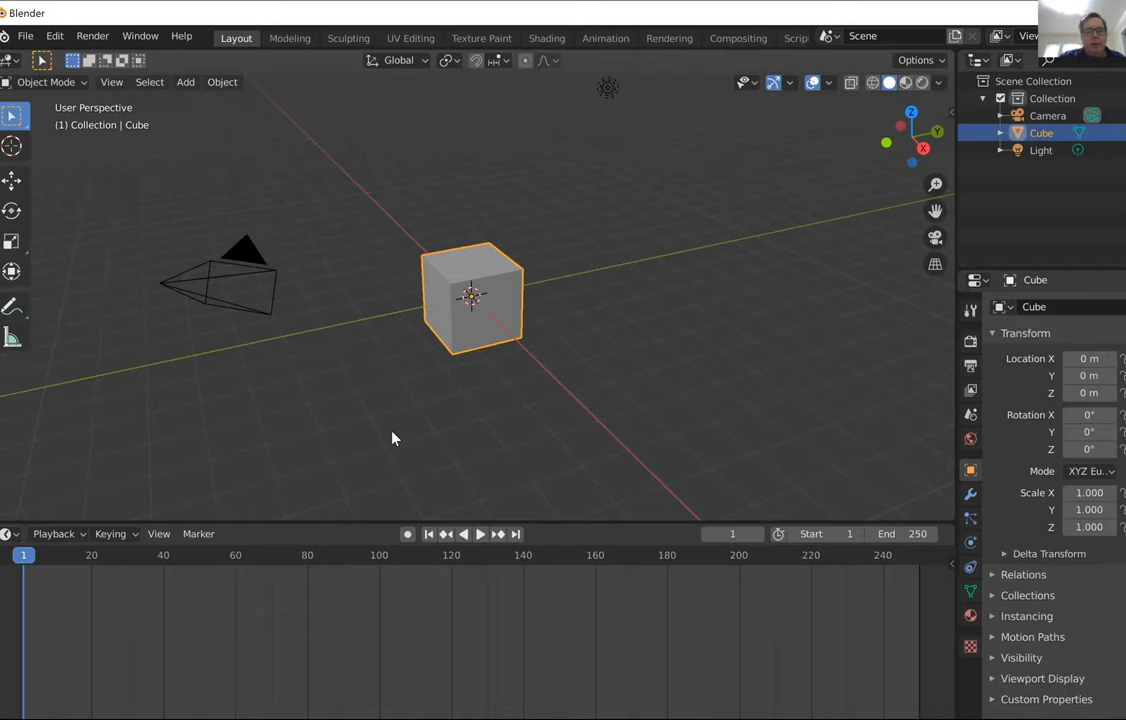 Blender
File Edit Render Window Help Layout Modeling Sculpting UV Editing Texture Paint Shading Animation Rendering Compositing Scene
Global Options
Object Mode View Select Add Object
User Perspective
(1) Collection | Cube
Z
Y
X
Scene Collection
Collection
Camera
Cube
Light
Cube
Cube
Transform
Location X 0 m
Y 0 m
Z 0 m
Rotation X 0°
Y 0°
Z 0°
Mode XYZ Eu..
Scale X 1.000
Y 1.000
Z 1.000
Delta Transform
Relations
Collections
Instancing
Motion Paths
Visibility
Viewport Display
Custom Properties
Playback Keying View Marker 1 Start 1 End 250
1 20 40 60 80 100 120 140 160 180 200 220 240